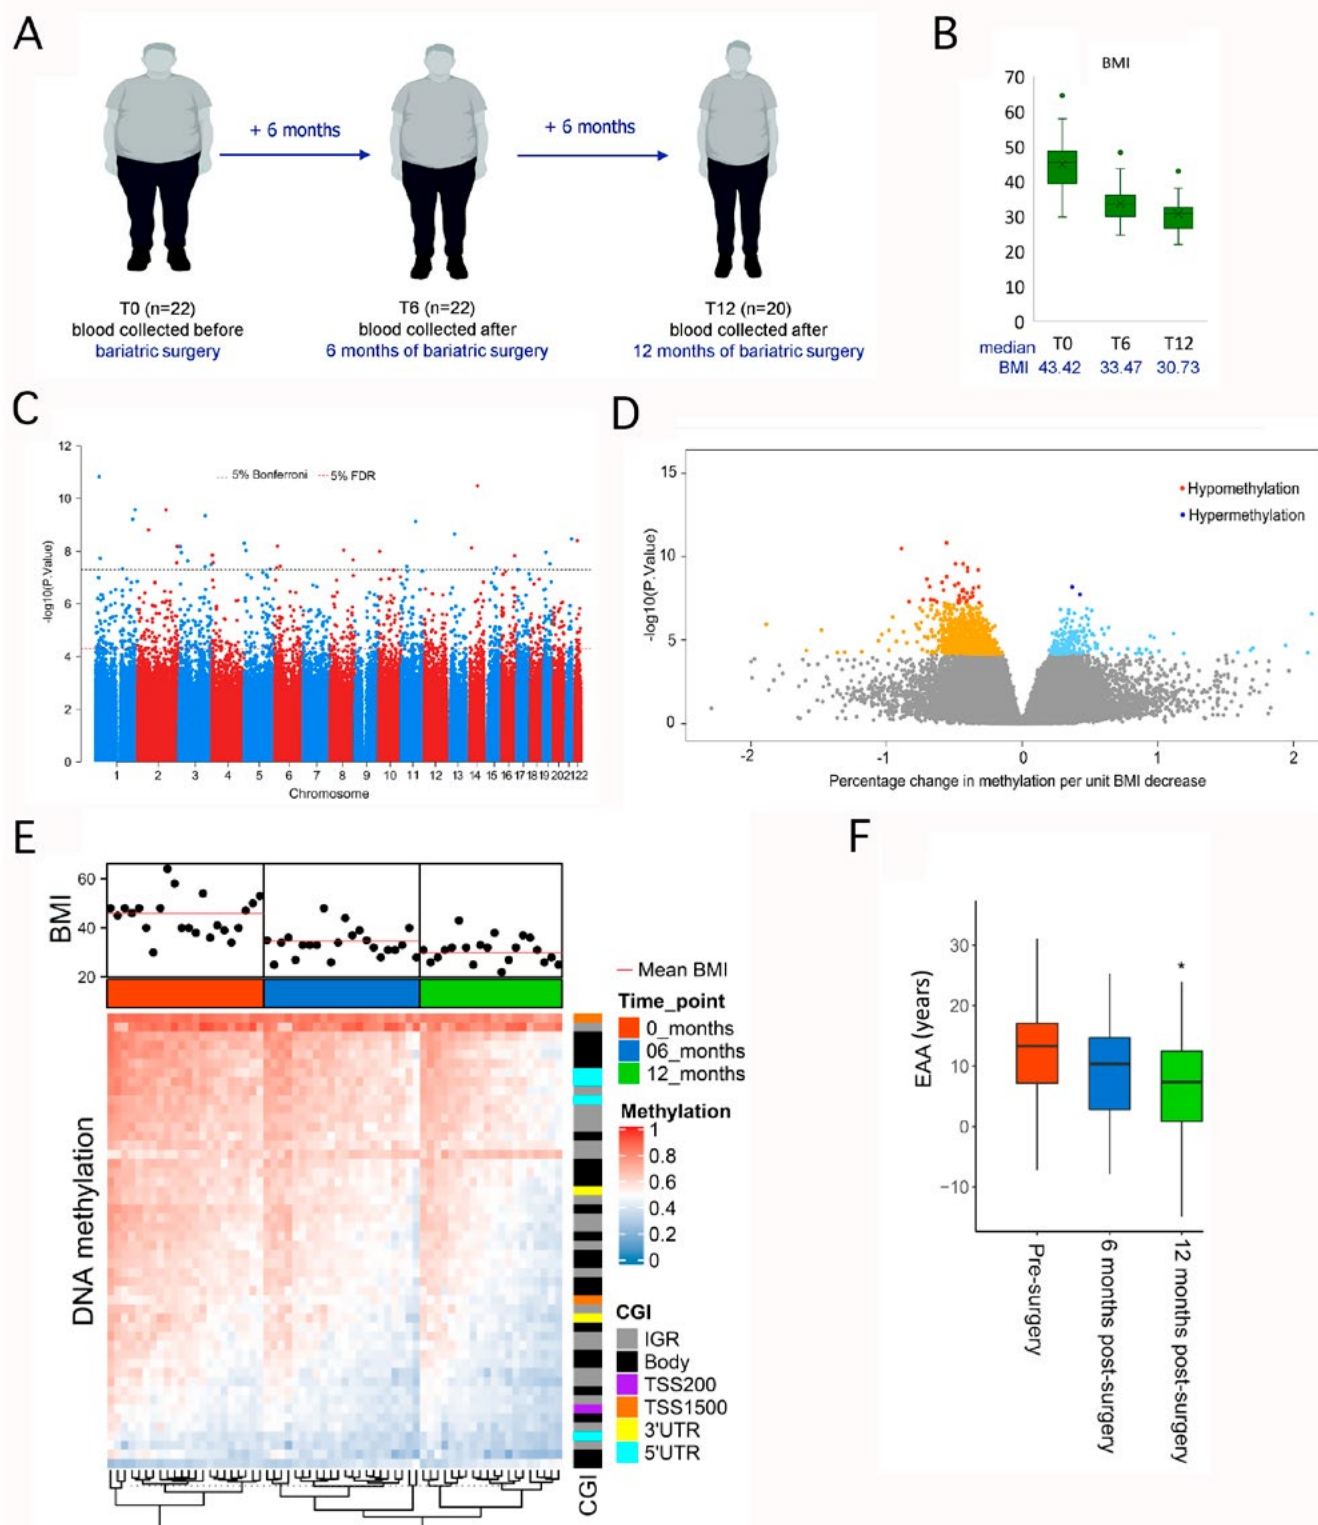 A
+ 6 months
+ 6 months
T0 (n=22)
blood collected before
bariatric surgery
T6 (n=22)
blood collected after
6 months of bariatric surgery
T12 (n=20)
blood collected after
12 months of bariatric surgery
B
BMI
70
60
50
40
30
20
10
0
T0 T6 T12
median
BMI 43.42 33.47 30.73
C
12
10
8
6
4
2
0
-log10(P.Value)
5% Bonferroni 5% FDR
1 2 3 4 5 6 7 8 9 10 11 12 13 14 15 16 17 18 19 20 21 22
Chromosome
D
15
10
5
0
-log10(P.Value)
Hypomethylation
Hypermethylation
-2 -1 0 1 2
Percentage change in methylation per unit BMI decrease
E
BMI
60
40
20
DNA methylation
Mean BMI
Time_point
0_months
06_months
12_months
Methylation
1
0.8
0.6
0.4
0.2
0
CGI
IGR
Body
TSS200
TSS1500
3'UTR
5'UTR
CGI
F
EAA (years)
30
20
10
0
−10
*
Pre-surgery
6 months post-surgery
12 months post-surgery